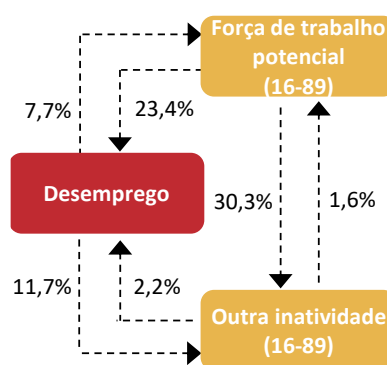 Força de trabalho
potencial
(16-89)
7,7%
23,4%
Desemprego
30,3%
1,6%
11,7%
2,2%
Outra inatividade
(16-89)